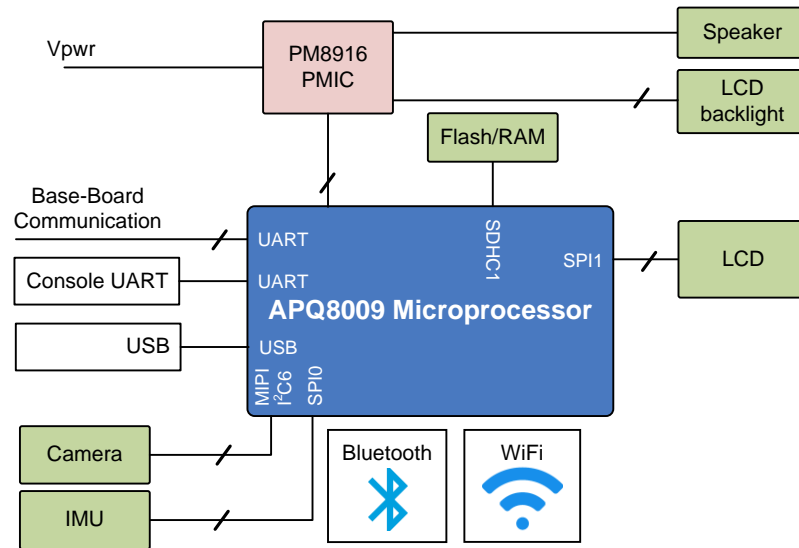 Vpwr
PM8916
PMIC
Speaker
LCD
backlight
Flash/RAM
Base-Board
Communication
UART
SDHC1
SPI1
LCD
Console UART
UART
APQ8009 Microprocessor
USB
USB
MIPI
I²C6
SPI0
Camera
Bluetooth
WiFi
IMU